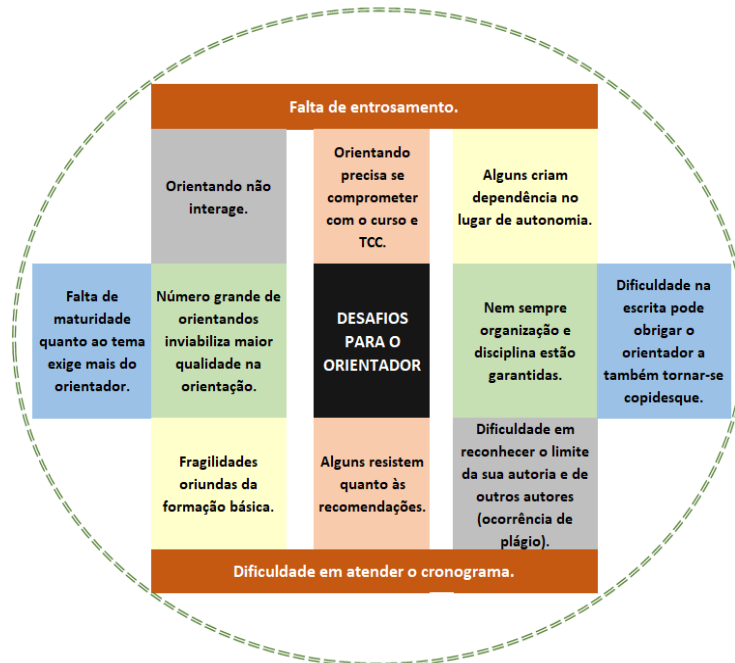 Falta de entrosamento.
Orientando não
interage.
Orientando
precisa se
comprometer
com o curso e
TCC.
Alguns criam
dependência no
lugar de autonomia.
Falta de
maturidade
quanto ao tema
exige mais do
orientador.
Número grande de
orientandos
inviabiliza maior
qualidade na
orientação.
DESAFIOS
PARA O
ORIENTADOR
Nem sempre
organização e
disciplina estão
garantidas.
Dificuldade na
escrita pode
obrigar o
orientador a
também tornar-se
copidesque.
Fragilidades
oriundas da
formação básica.
Alguns resistem
quanto às
recomendações.
Dificuldade em
reconhecer o limite
da sua autoria e de
outros autores
(ocorrência de
plágio).
Dificuldade em atender o cronograma.